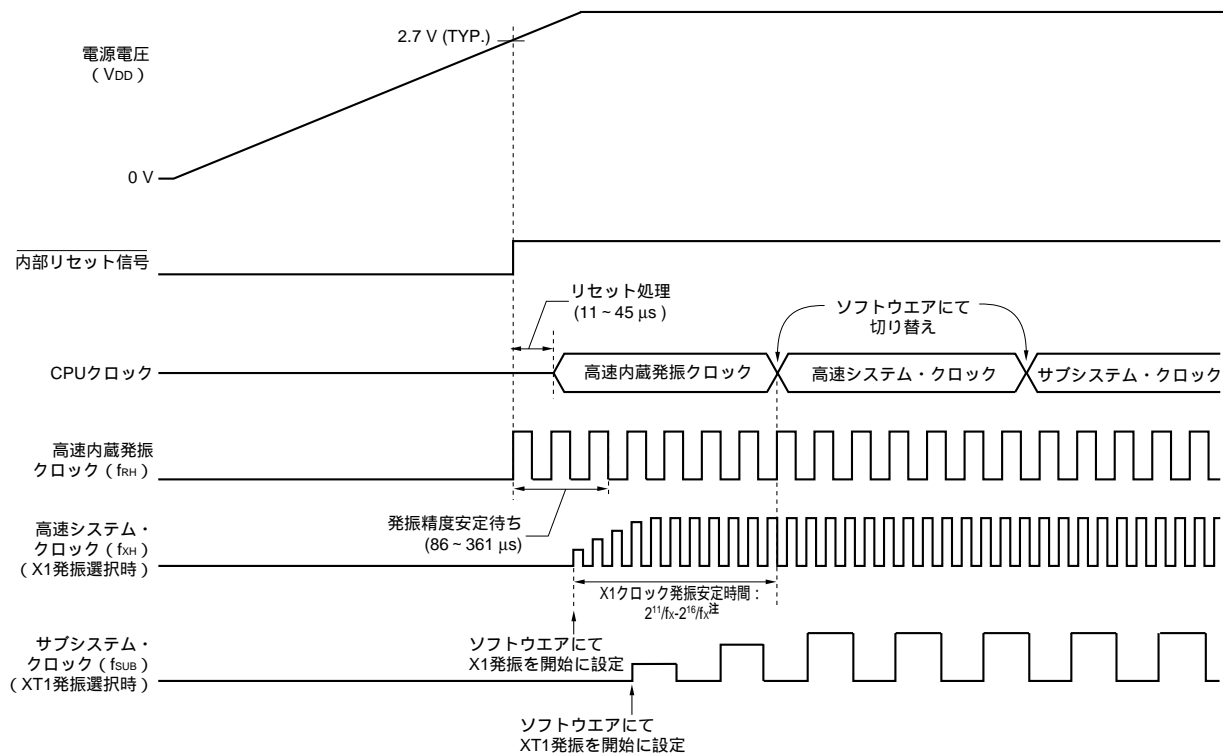 2.7 V (TYP.)
電源電圧
（VDD）
0 V
内部リセット信号
リセット処理
(11～45 μs )
ソフトウエアにて
切り替え
CPUクロック
高速内蔵発振クロック
高速システム・クロック
サブシステム・クロック
高速内蔵発振
クロック（fRH）
発振精度安定待ち
(86～361 μs)
高速システム・
クロック（fXH）
（X1発振選択時）
X1クロック発振安定時間：
2¹¹/fX-2¹⁶/fX注
ソフトウエアにて
X1発振を開始に設定
サブシステム・
クロック（fSUB）
（XT1発振選択時）
ソフトウエアにて
XT1発振を開始に設定